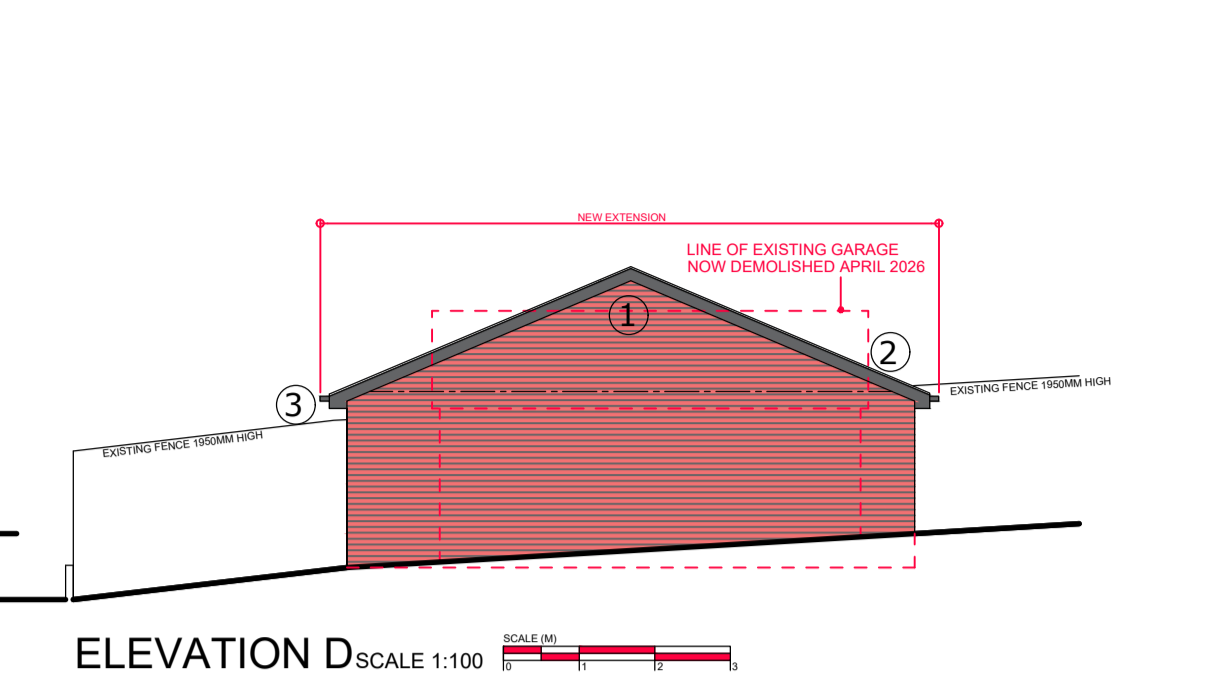 NEW EXTENSION
LINE OF EXISTING GARAGE
NOW DEMOLISHED APRIL 2026
1
2
3
EXISTING FENCE 1950MM HIGH
EXISTING FENCE 1950MM HIGH
ELEVATION D SCALE 1:100
SCALE (M)
0 1 2 3